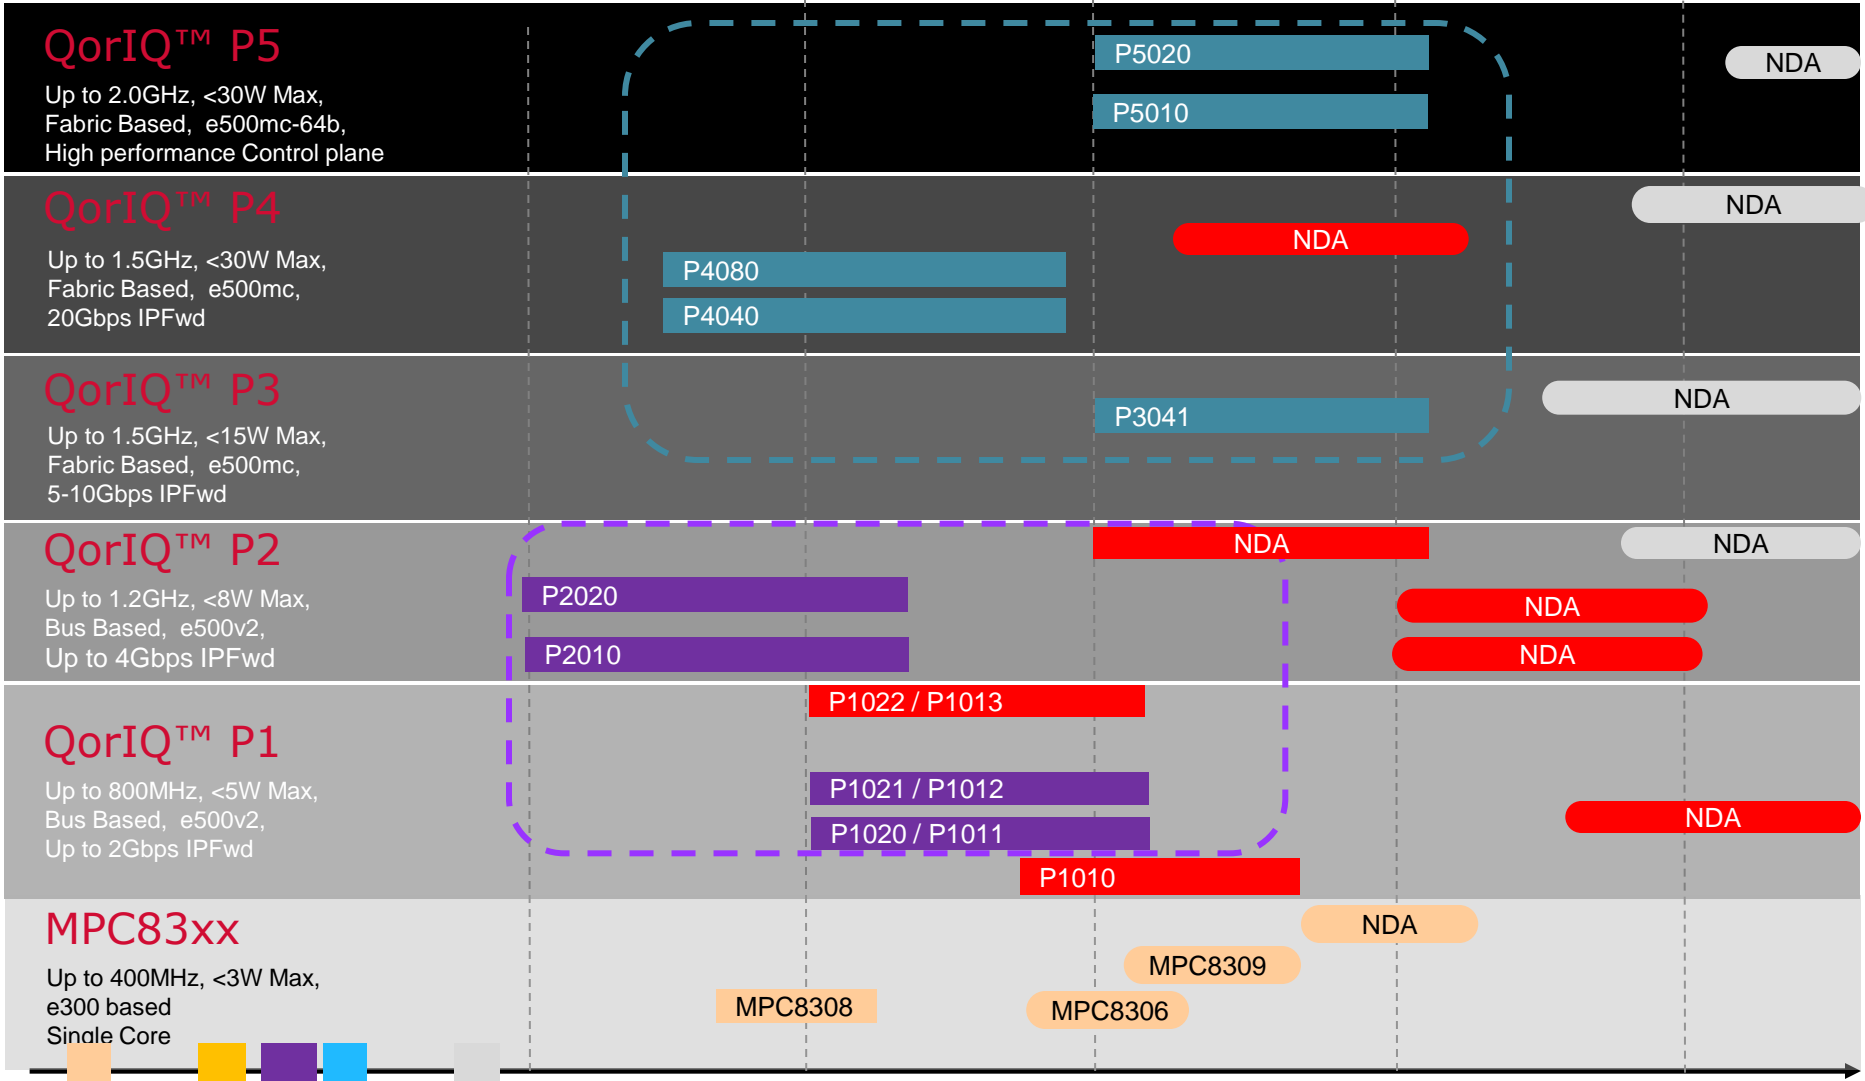 QorIQ™ P5
Up to 2.0GHz, <30W Max,
Fabric Based, e500mc-64b,
High performance Control plane
P5020
P5010
NDA
QorIQ™ P4
Up to 1.5GHz, <30W Max,
Fabric Based, e500mc,
20Gbps IPFwd
P4080
P4040
NDA
NDA
QorIQ™ P3
Up to 1.5GHz, <15W Max,
Fabric Based, e500mc,
5-10Gbps IPFwd
P3041
NDA
QorIQ™ P2
Up to 1.2GHz, <8W Max,
Bus Based, e500v2,
Up to 4Gbps IPFwd
NDA
NDA
P2020
NDA
P2010
NDA
QorIQ™ P1
Up to 800MHz, <5W Max,
Bus Based, e500v2,
Up to 2Gbps IPFwd
P1022 / P1013
P1021 / P1012
P1020 / P1011
NDA
P1010
MPC83xx
Up to 400MHz, <3W Max,
e300 based
Single Core
NDA
MPC8309
MPC8308
MPC8306